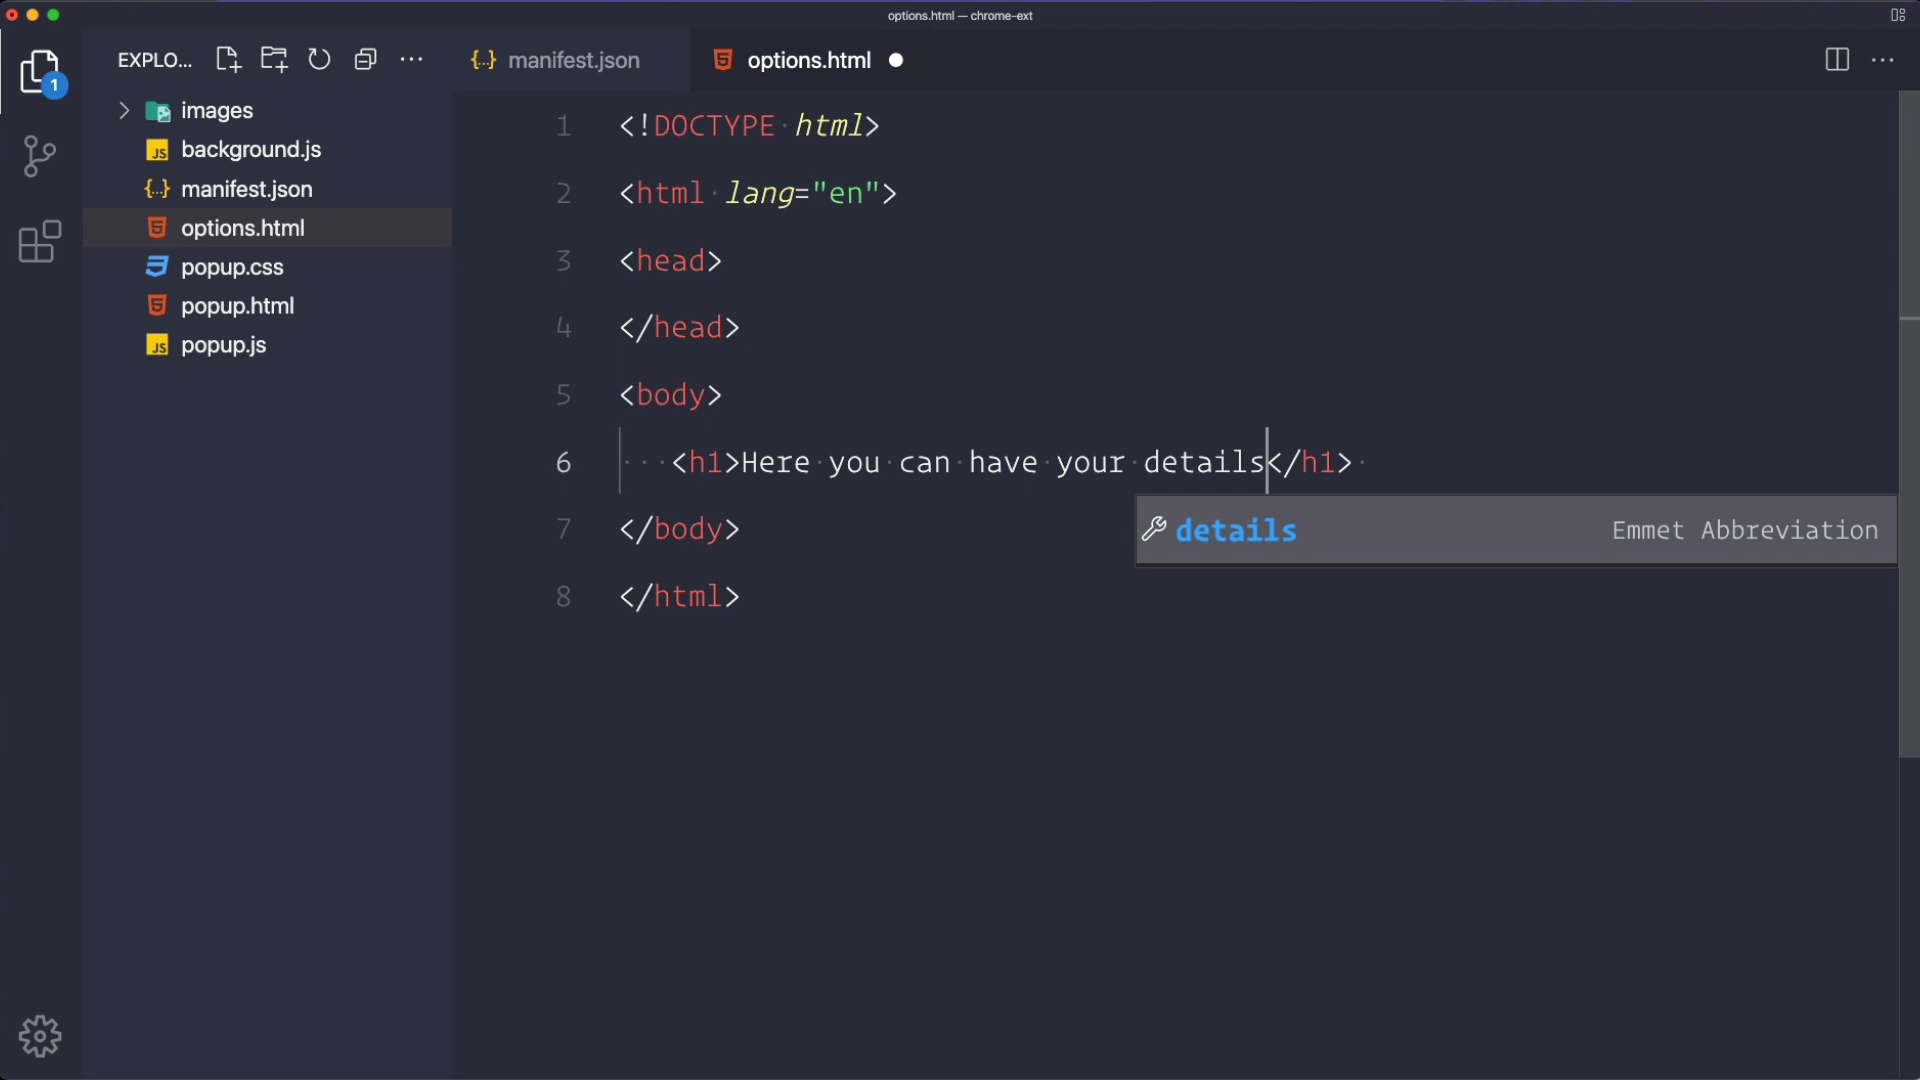 options.html — chrome-ext
EXPLO...
manifest.json
options.html
1
images
background.js
manifest.json
options.html
popup.css
popup.html
popup.js
1 <!DOCTYPE html>
2 <html lang="en">
3 <head>
4 </head>
5 <body>
6 <h1>Here you can have your details</h1>
details Emmet Abbreviation
7 </body>
8 </html>